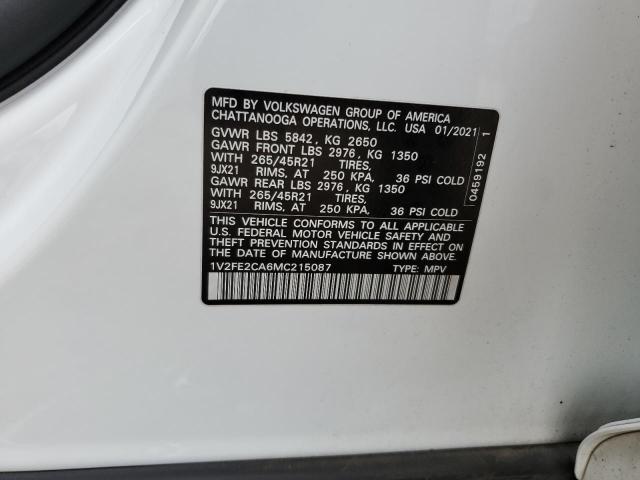 MFD BY VOLKSWAGEN GROUP OF AMERICA
CHATTANOOGA OPERATIONS, LLC. USA 01/2021
GVWR LBS 5842, KG 2650
GAWR FRONT LBS 2976, KG 1350
WITH 265/45R21 TIRES,
9JX21 RIMS, AT 250 KPA, 36 PSI COLD
GAWR REAR LBS 2976, KG 1350
WITH 265/45R21 TIRES,
9JX21 RIMS, AT 250 KPA, 36 PSI COLD
THIS VEHICLE CONFORMS TO ALL APPLICABLE
U.S. FEDERAL MOTOR VEHICLE SAFETY AND
THEFT PREVENTION STANDARDS IN EFFECT ON
THE DATE OF MANUFACTURE SHOWN ABOVE
1V2FE2CA6MC215087 TYPE: MPV
0459192 1